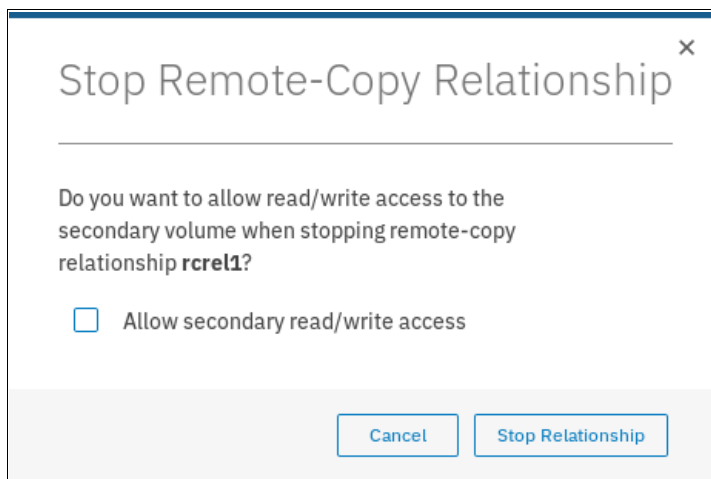 Stop Remote-Copy Relationship
Do you want to allow read/write access to the
secondary volume when stopping remote-copy
relationship rcrel1?
Allow secondary read/write access
Cancel Stop Relationship